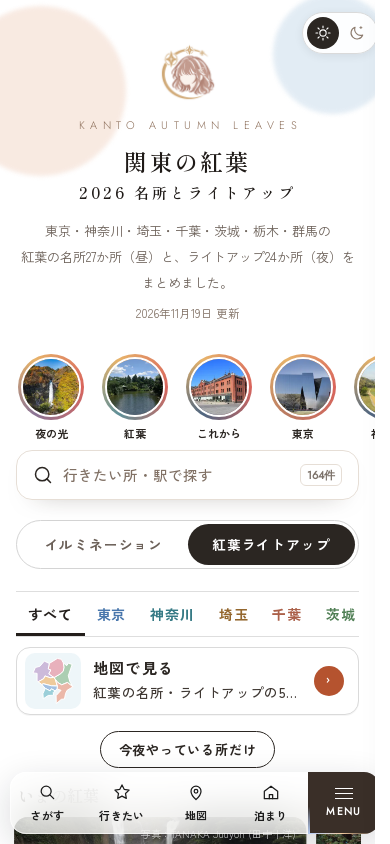 KANTO AUTUMN LEAVES
関東の紅葉
2026 名所とライトアップ
東京・神奈川・埼玉・千葉・茨城・栃木・群馬の
紅葉の名所27か所（昼）と、ライトアップ24か所（夜）を
まとめました。
2026年11月19日 更新
夜の光
紅葉
これから
東京
行きたい所・駅で探す
164件
イルミネーション
紅葉ライトアップ
すべて
東京
神奈川
埼玉
千葉
茨城
地図で見る
紅葉の名所・ライトアップの5...
今夜やっている所だけ
さがす
行きたい
地図
泊まり
MENU